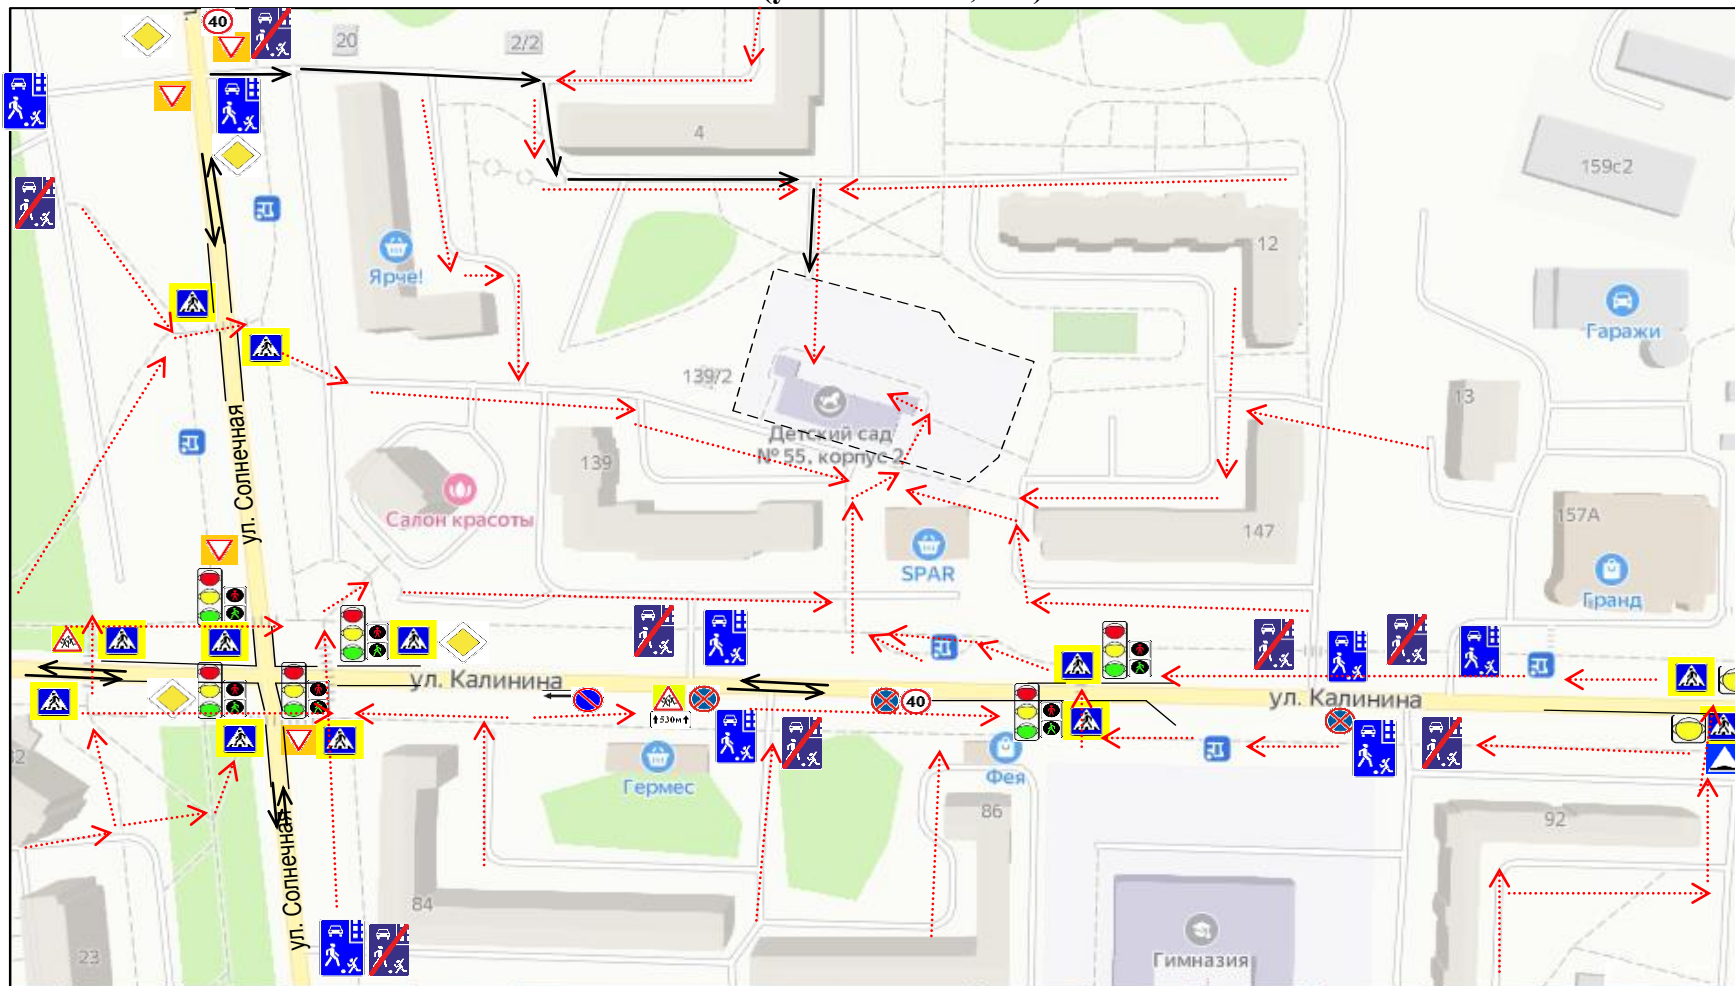 40
20
2/2
4
159с2
12
Ярче!
Гаражи
139/2
13
ул. Солнечная
Детский сад
№ 55, корпус 2
139
Салон красоты
157А
147
SPAR
Гранд
ул. Калинина
ул. Калинина
40
530м
Гермес
Фея
86
92
ул. Солнечная
84
Гимназия
23